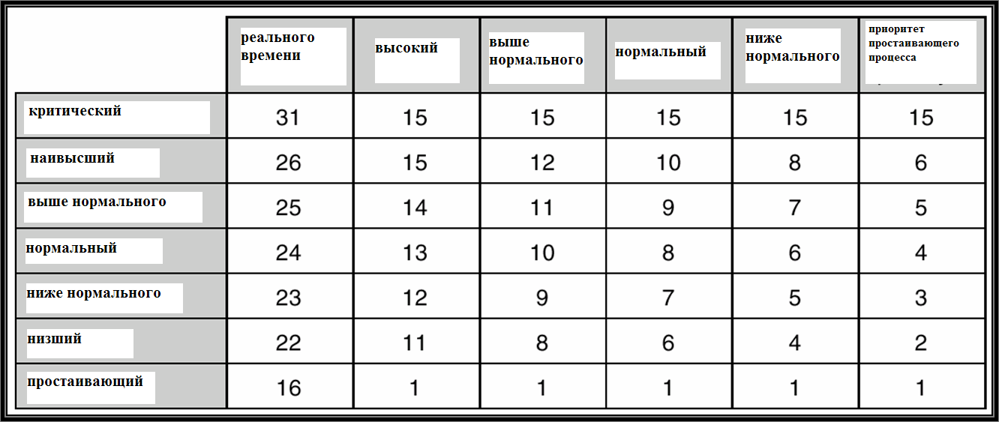 реального
времени
высокий
выше
нормального
нормальный
ниже
нормального
приоритет
простаивающего
процесса
критический 31 15 15 15 15 15
наивысший 26 15 12 10 8 6
выше нормального 25 14 11 9 7 5
нормальный 24 13 10 8 6 4
ниже нормального 23 12 9 7 5 3
низший 22 11 8 6 4 2
простаивающий 16 1 1 1 1 1